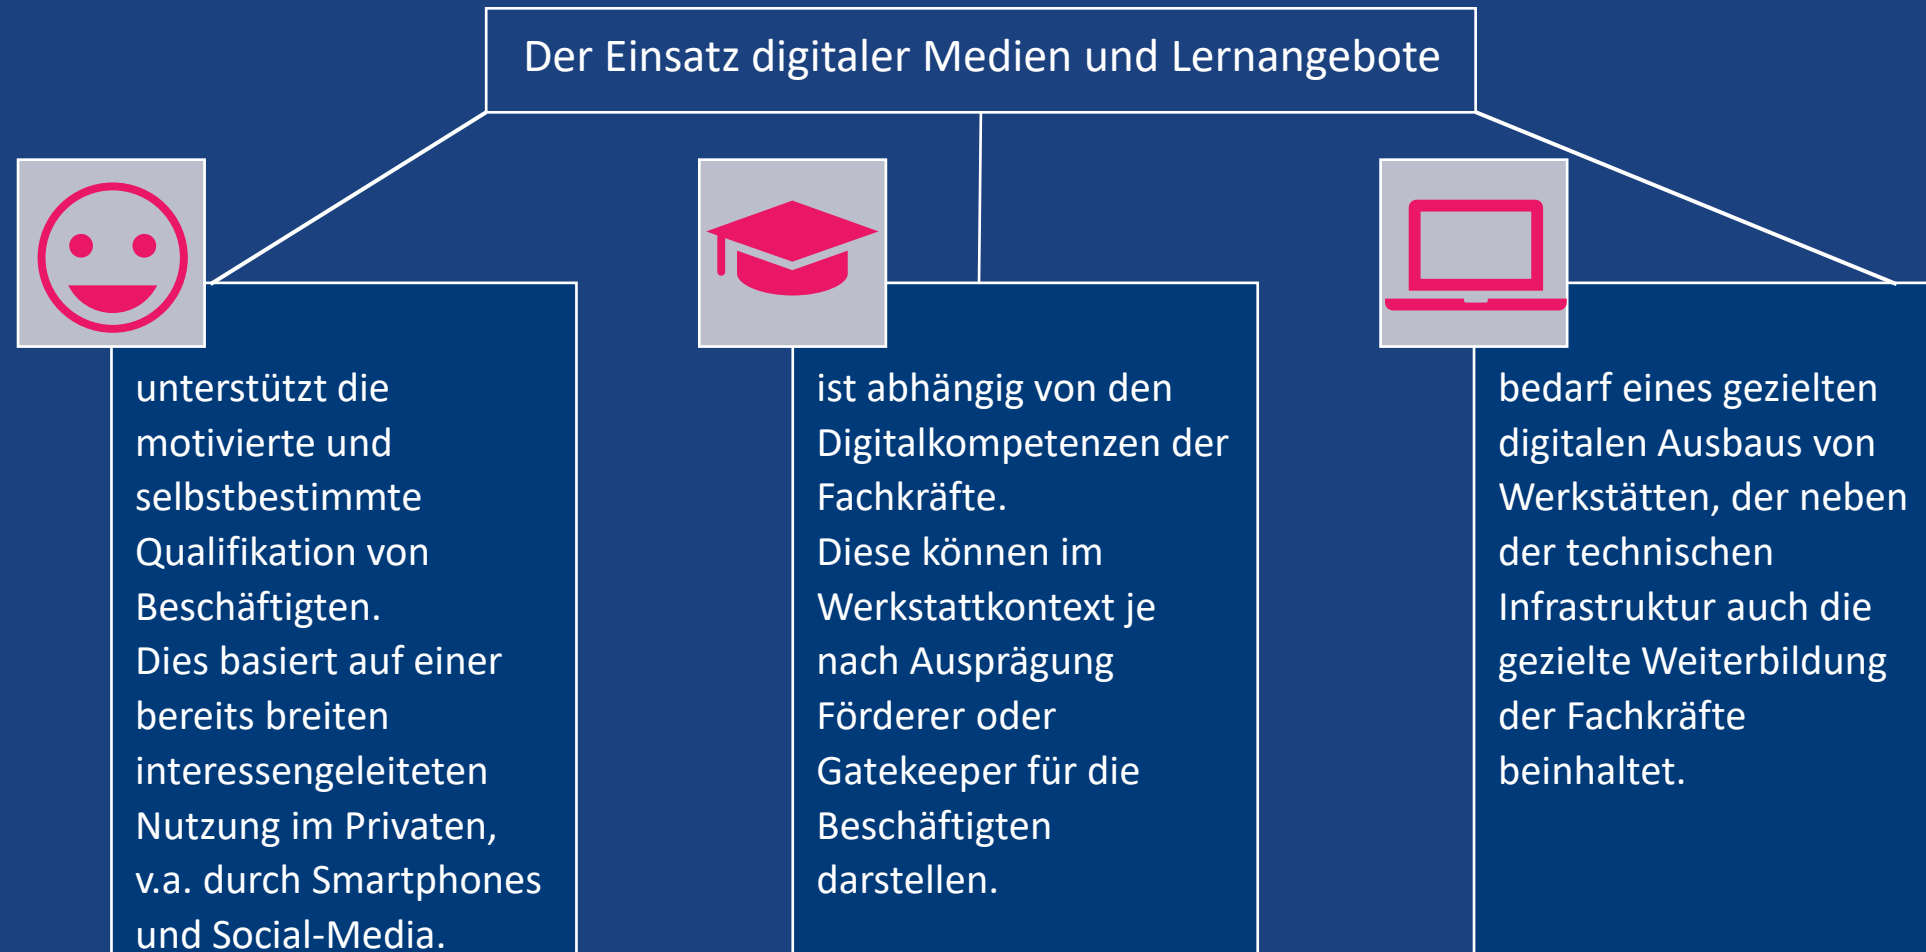 Der Einsatz digitaler Medien und Lernangebote
unterstützt die
motivierte und
selbstbestimmte
Qualifikation von
Beschäftigten.
Dies basiert auf einer
bereits breiten
interessengeleiteten
Nutzung im Privaten,
v.a. durch Smartphones
und Social-Media.
ist abhängig von den
Digitalkompetenzen der
Fachkräfte.
Diese können im
Werkstattkontext je
nach Ausprägung
Förderer oder
Gatekeeper für die
Beschäftigten
darstellen.
bedarf eines gezielten
digitalen Ausbaus von
Werkstätten, der neben
der technischen
Infrastruktur auch die
gezielte Weiterbildung
der Fachkräfte
beinhaltet.